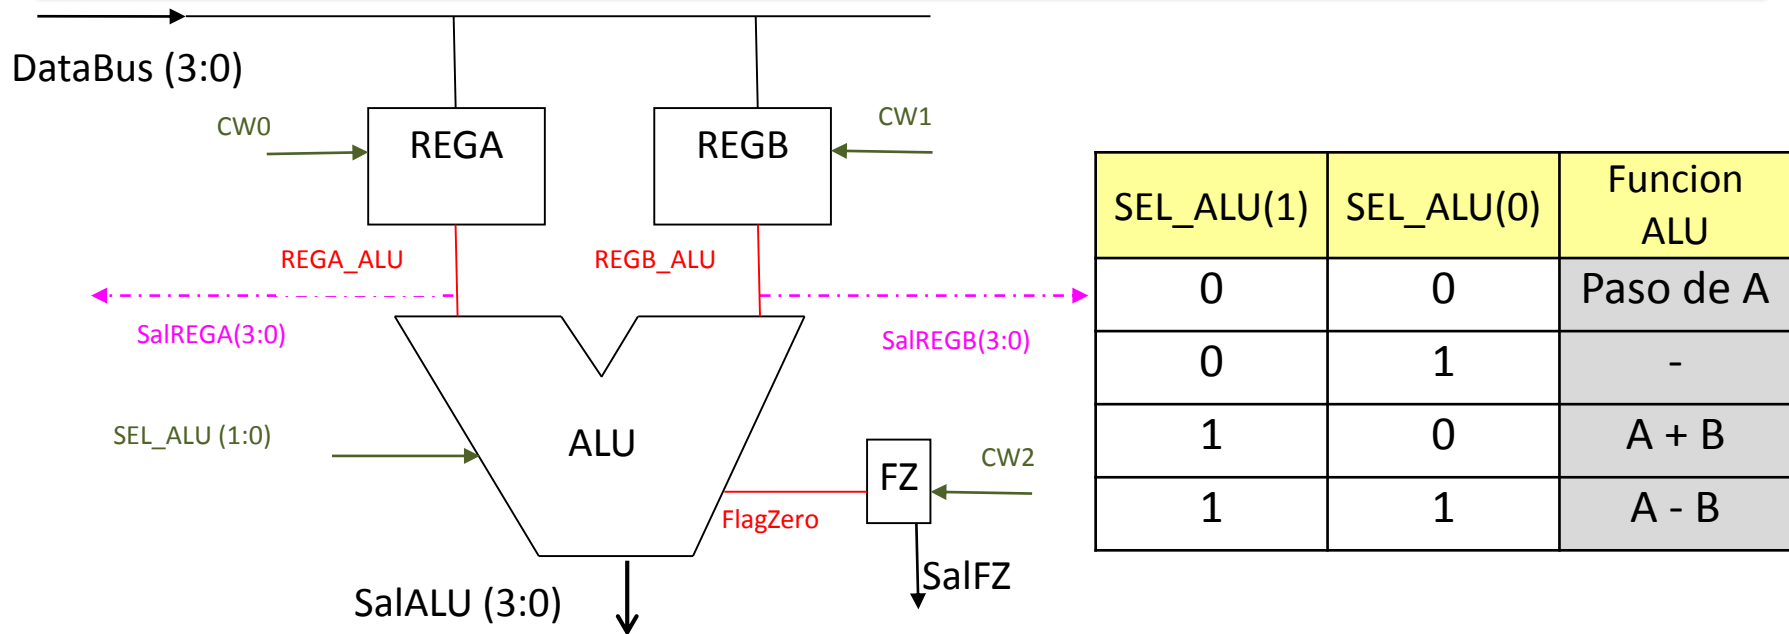 DataBus (3:0)
CW0
REGA
REGB
CW1
REGA_ALU
REGB_ALU
SalREGA(3:0)
SalREGB(3:0)
SEL_ALU (1:0)
ALU
FZ
CW2
FlagZero
SalALU (3:0)
SalFZ
SEL_ALU(1) SEL_ALU(0) Funcion
ALU
0 0 Paso de A
0 1 -
1 0 A + B
1 1 A - B